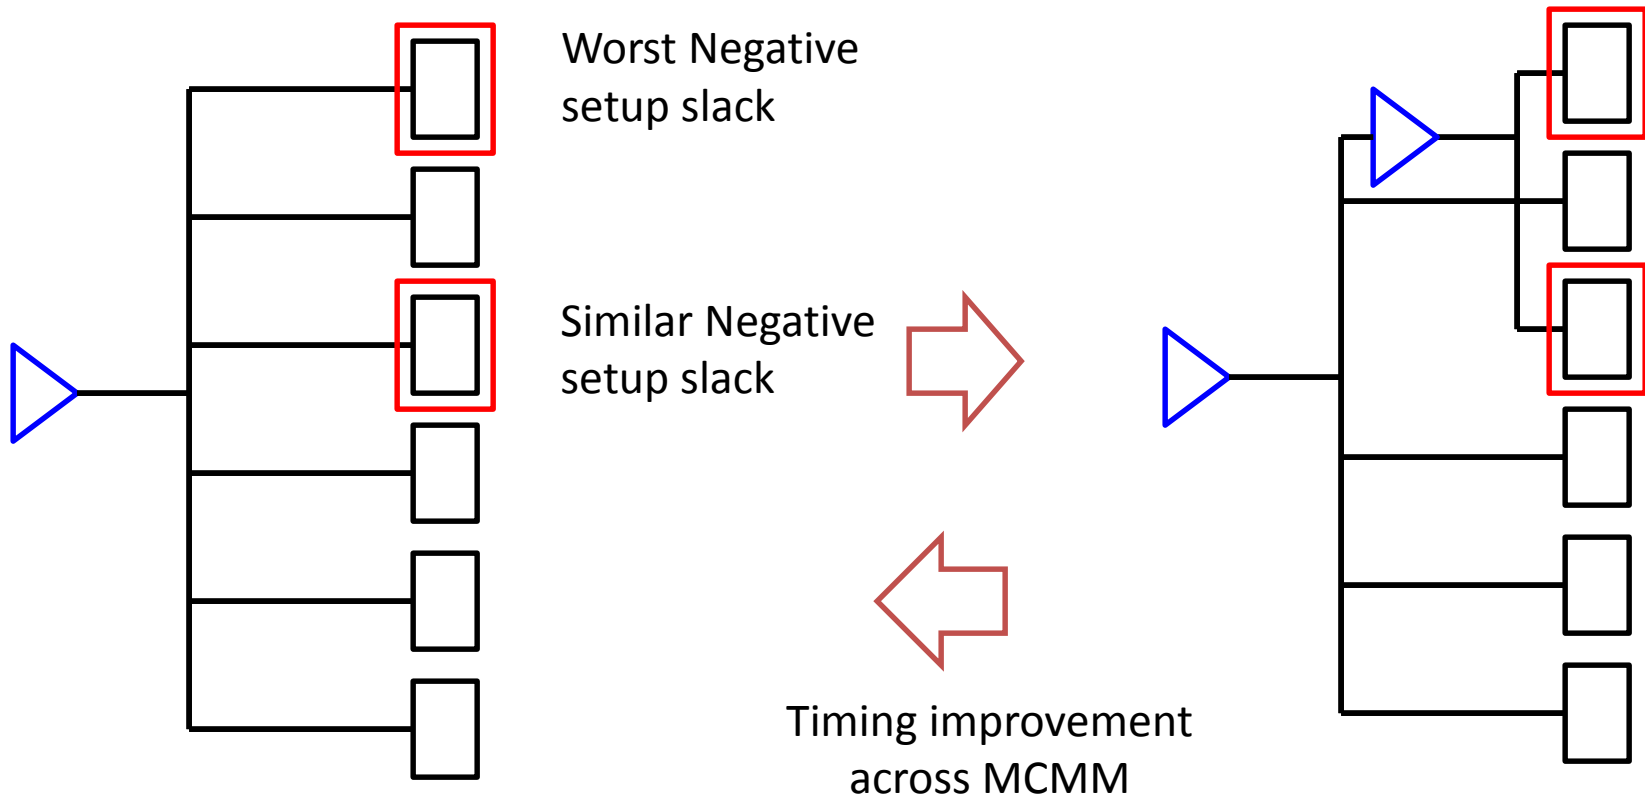 Worst Negative
setup slack
Similar Negative
setup slack
Timing improvement
across MCMM